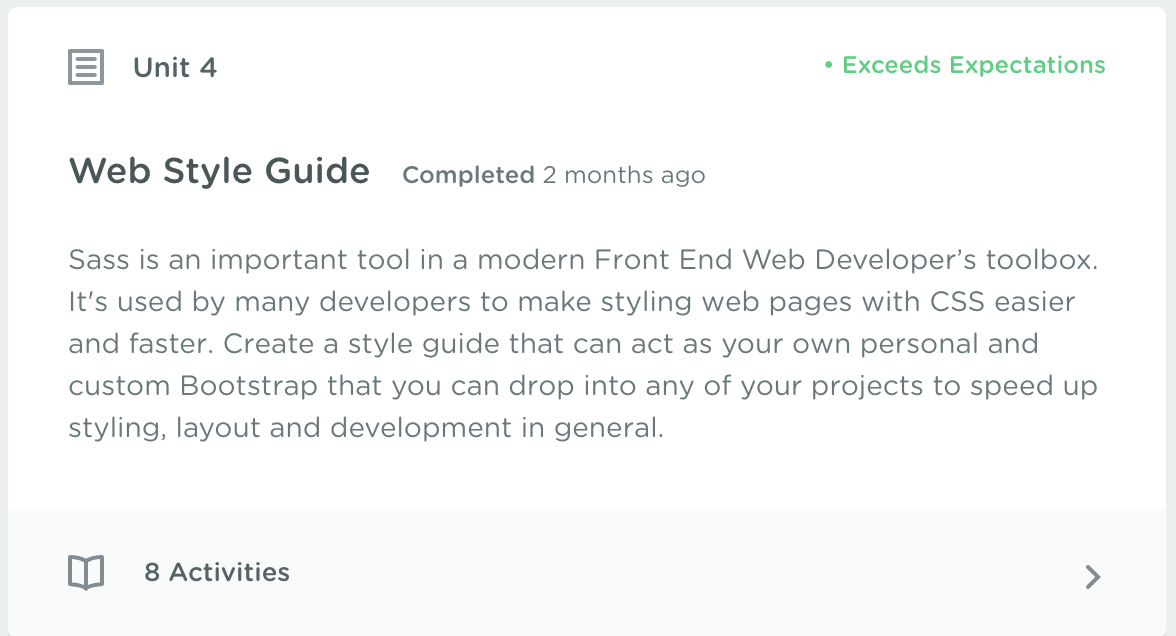 Unit 4
• Exceeds Expectations
Web Style Guide Completed 2 months ago
Sass is an important tool in a modern Front End Web Developer’s toolbox.
It's used by many developers to make styling web pages with CSS easier
and faster. Create a style guide that can act as your own personal and
custom Bootstrap that you can drop into any of your projects to speed up
styling, layout and development in general.
8 Activities